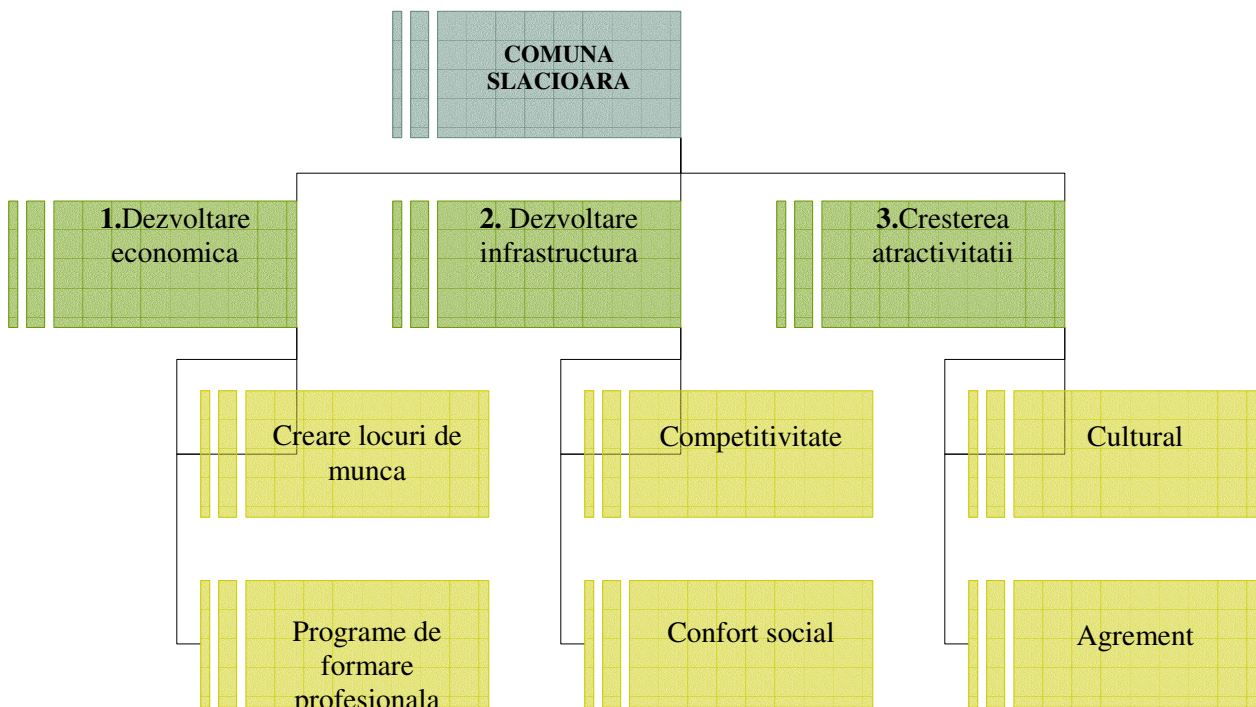 COMUNA
SLACIOARA
1.Dezvoltare
economica
2. Dezvoltare
infrastructura
3.Cresterea
atractivitatii
Creare locuri de
munca
Competitivitate
Cultural
Programe de
formare
profesionala
Confort social
Agrement